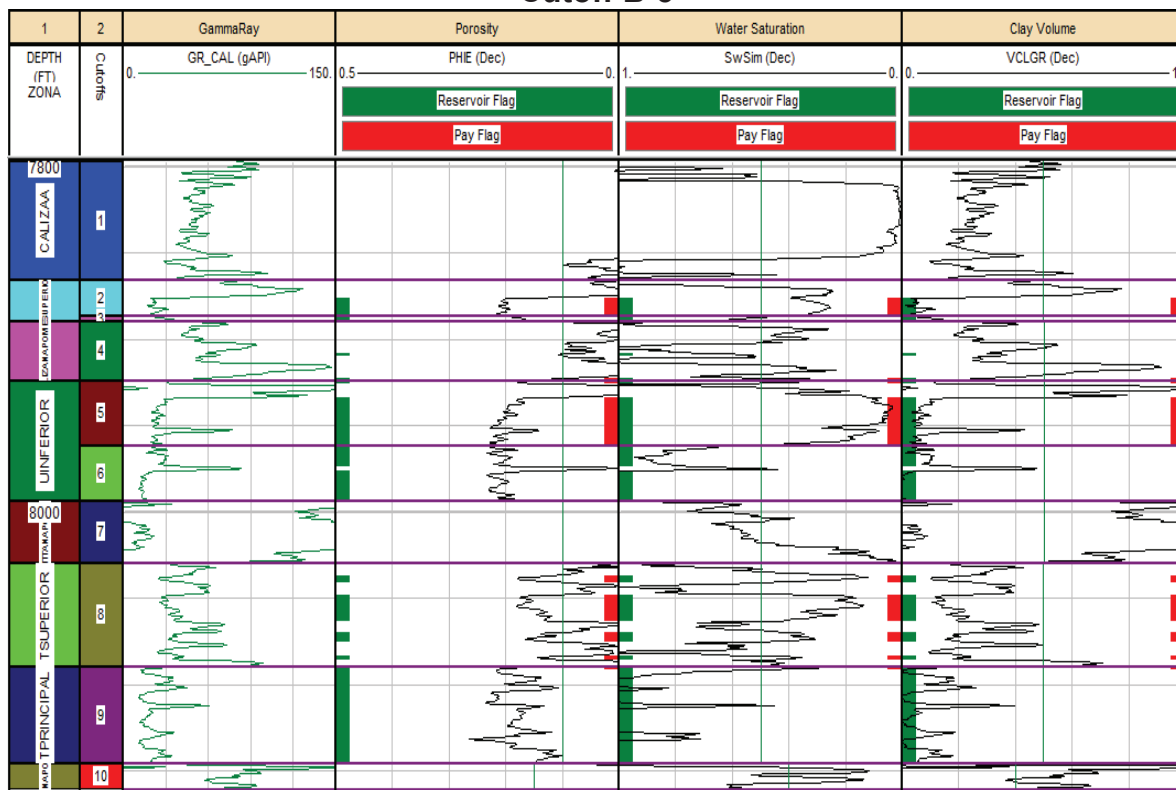 1 2 GammaRay Porosity Water Saturation Clay Volume
DEPTH (FT) ZONA
Cutoffs
GR_CAL (gAPI)
0. 150.
PHIE (Dec)
0.5 0.
SwSim (Dec)
1. 0.
VCLGR (Dec)
0. 1
Reservoir Flag Reservoir Flag Reservoir Flag
Pay Flag Pay Flag Pay Flag
7800
CALIZAA
1
2
3
4
UINFERIOR
5
6
8000
7
TSUPERIOR
8
TPRINCIPAL
9
10